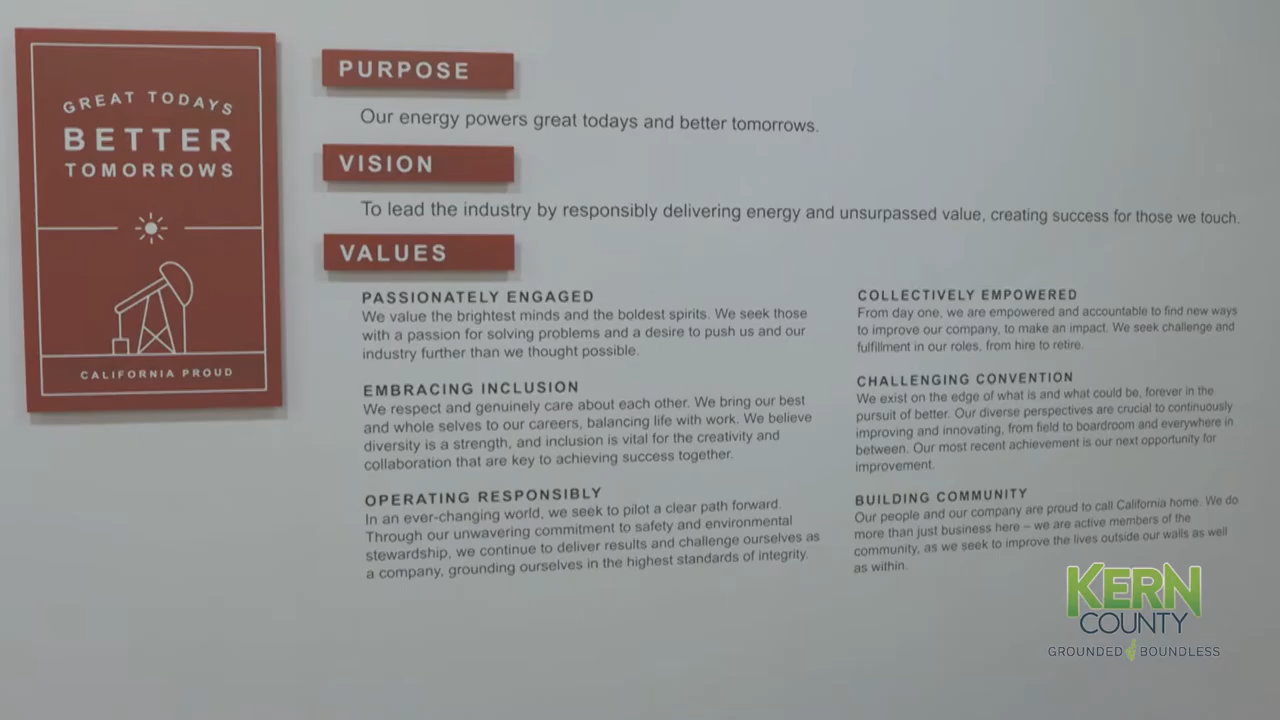 GREAT TODAYS
BETTER
TOMORROWS
CALIFORNIA PROUD
PURPOSE
Our energy powers great todays and better tomorrows.
VISION
To lead the industry by responsibly delivering energy and unsurpassed value, creating success for those we touch.
VALUES
PASSIONATELY ENGAGED
We value the brightest minds and the boldest spirits. We seek those
with a passion for solving problems and a desire to push us and our
industry further than we thought possible.
EMBRACING INCLUSION
We respect and genuinely care about each other. We bring our best
and whole selves to our careers, balancing life with work. We believe
diversity is a strength, and inclusion is vital for the creativity and
collaboration that are key to achieving success together.
OPERATING RESPONSIBLY
In an ever-changing world, we seek to pilot a clear path forward.
Through our unwavering commitment to safety and environmental
stewardship, we continue to deliver results and challenge ourselves as
a company, grounding ourselves in the highest standards of integrity.
COLLECTIVELY EMPOWERED
From day one, we are empowered and accountable to find new ways
to improve our company, to make an impact. We seek challenge and
fulfillment in our roles, from hire to retire.
CHALLENGING CONVENTION
We exist on the edge of what is and what could be, forever in the
pursuit of better. Our diverse perspectives are crucial to continuously
improving and innovating, from field to boardroom and everywhere in
between. Our most recent achievement is our next opportunity for
improvement.
BUILDING COMMUNITY
Our people and our company are proud to call California home. We do
more than just business here – we are active members of the
community, as we seek to improve the lives outside our walls as well
as within.
KERN
COUNTY
GROUNDED BOUNDLESS